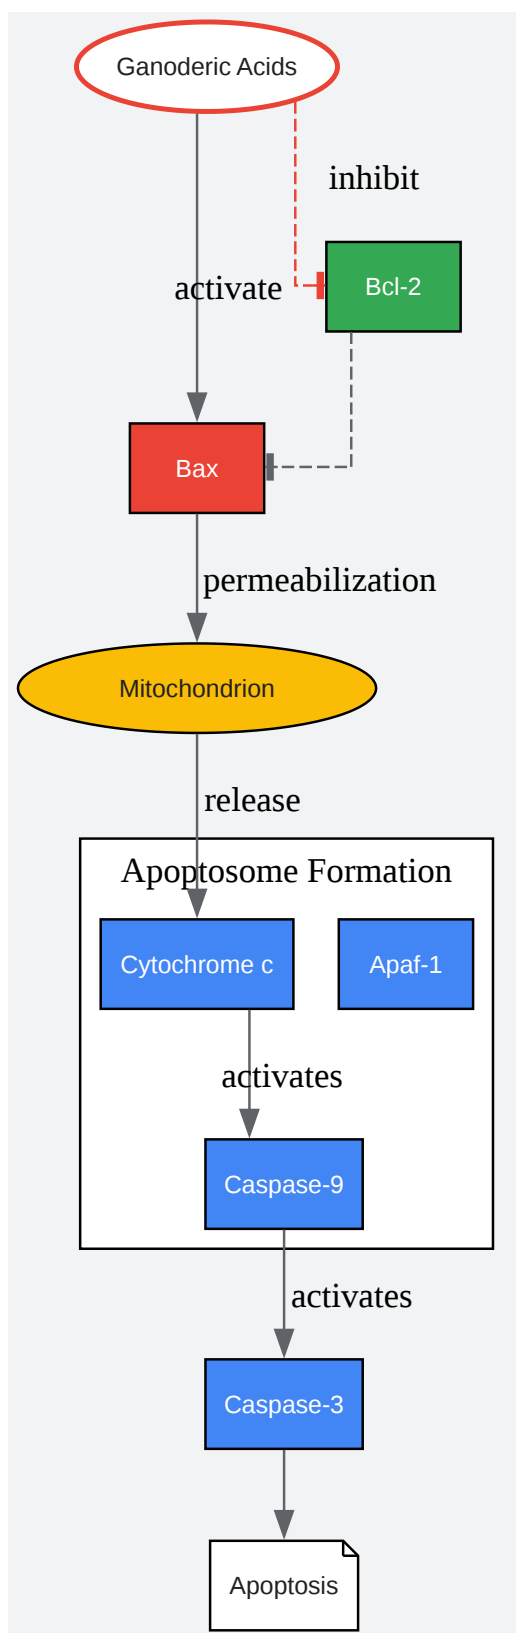 Ganoderic Acids
inhibit
activate
Bcl-2
Bax
permeabilization
Mitochondrion
release
Apoptosome Formation
Cytochrome c
Apaf-1
activates
Caspase-9
activates
Caspase-3
Apoptosis